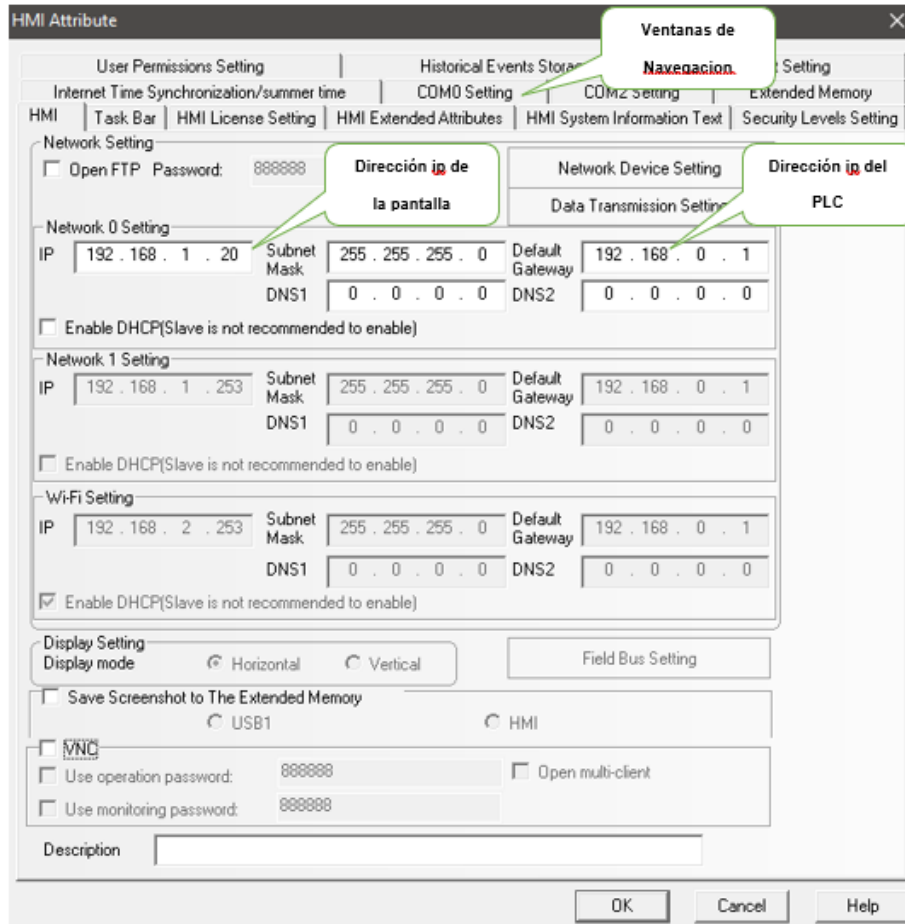 HMI Attribute
Ventanas de
Navegacion
User Permissions Setting
Historical Events Storag
Setting
Internet Time Synchronization/summer time
COM0 Setting
COM2 Setting
Extended Memory
HMI
Task Bar
HMI License Setting
HMI Extended Attributes
HMI System Information Text
Security Levels Setting
Network Setting
Open FTP Password: 888888
Dirección ip de
la pantalla
Network Device Setting
Data Transmission Setting
Dirección ip del
PLC
Network 0 Setting
IP 192 . 168 . 1 . 20 Subnet Mask 255 . 255 . 255 . 0 Default Gateway 192 . 168 . 0 . 1
DNS1 0 . 0 . 0 . 0 DNS2 0 . 0 . 0 . 0
Enable DHCP(Slave is not recommended to enable)
Network 1 Setting
IP 192 . 168 . 1 . 253 Subnet Mask 255 . 255 . 255 . 0 Default Gateway 192 . 168 . 0 . 1
DNS1 0 . 0 . 0 . 0 DNS2 0 . 0 . 0 . 0
Enable DHCP(Slave is not recommended to enable)
Wi-Fi Setting
IP 192 . 168 . 2 . 253 Subnet Mask 255 . 255 . 255 . 0 Default Gateway 192 . 168 . 0 . 1
DNS1 0 . 0 . 0 . 0 DNS2 0 . 0 . 0 . 0
Enable DHCP(Slave is not recommended to enable)
Display Setting
Display mode Horizontal Vertical
Field Bus Setting
Save Screenshot to The Extended Memory
USB1 HMI
VNC
Use operation password: 888888 Open multi-client
Use monitoring password: 888888
Description
OK Cancel Help